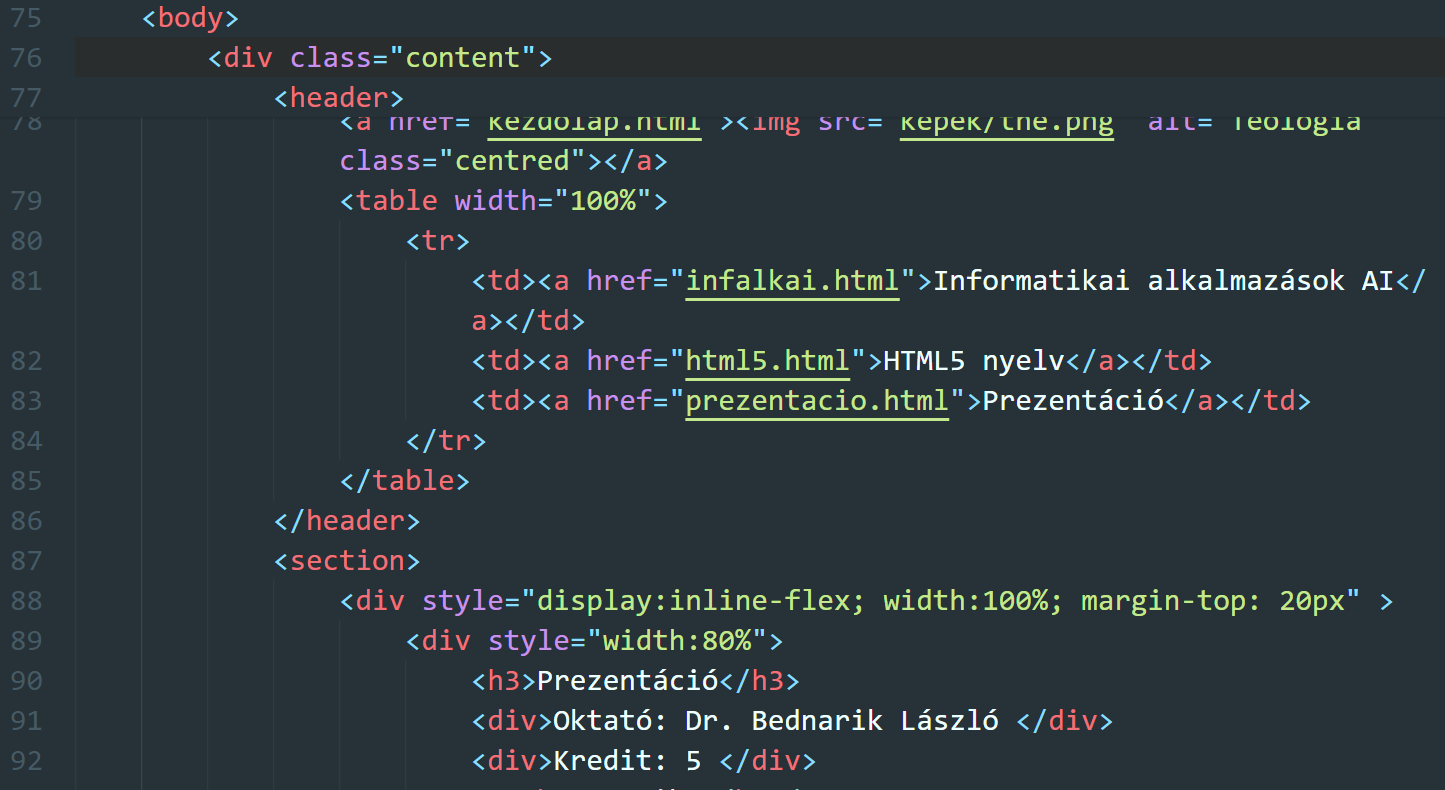 75 <body>
76 <div class="content">
77 <header>
78 <a href="kezdolap.html"><img src="kepek/the.png" alt="Teologia
class="centred"></a>
79 <table width="100%">
80 <tr>
81 <td><a href="infalkai.html">Informatikai alkalmazások AI</
a></td>
82 <td><a href="html5.html">HTML5 nyelv</a></td>
83 <td><a href="prezentacio.html">Prezentáció</a></td>
84 </tr>
85 </table>
86 </header>
87 <section>
88 <div style="display:inline-flex; width:100%; margin-top: 20px" >
89 <div style="width:80%">
90 <h3>Prezentáció</h3>
91 <div>Oktató: Dr. Bednarik László </div>
92 <div>Kredit: 5 </div>